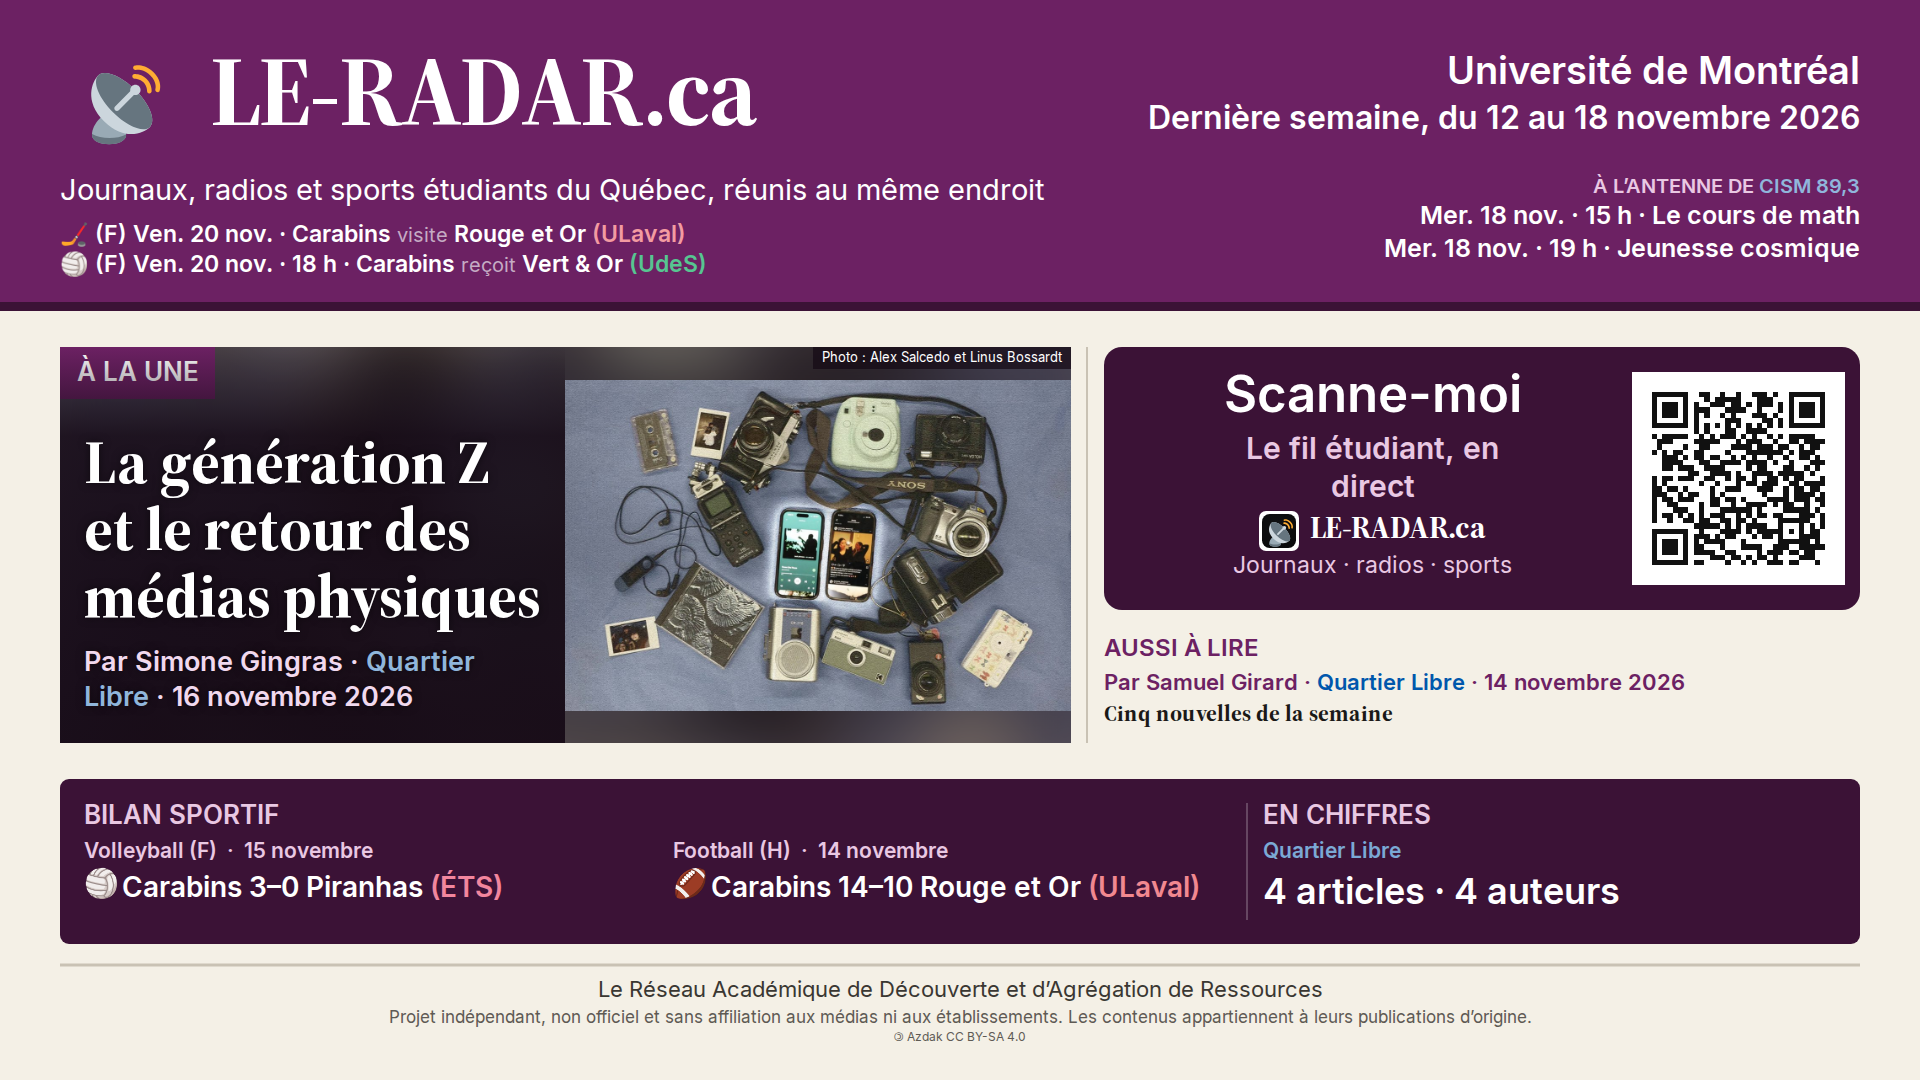 LE-RADAR.ca
Journaux, radios et sports étudiants du Québec, réunis au même endroit
(F) Ven. 20 nov. · Carabins visite Rouge et Or (ULaval)
(F) Ven. 20 nov. · 18 h · Carabins reçoit Vert & Or (UdeS)
Université de Montréal
Dernière semaine, du 12 au 18 novembre 2026
À L’ANTENNE DE CISM 89,3
Mer. 18 nov. · 15 h · Le cours de math
Mer. 18 nov. · 19 h · Jeunesse cosmique
À LA UNE
Photo : Alex Salcedo et Linus Bossardt
La génération Z
et le retour des
médias physiques
Par Simone Gingras · Quartier
Libre · 16 novembre 2026
SONY
Scanne-moi
Le fil étudiant, en
direct
LE-RADAR.ca
Journaux · radios · sports
AUSSI À LIRE
Par Samuel Girard · Quartier Libre · 14 novembre 2026
Cinq nouvelles de la semaine
BILAN SPORTIF
Volleyball (F) · 15 novembre
Carabins 3–0 Piranhas (ÉTS)
Football (H) · 14 novembre
Carabins 14–10 Rouge et Or (ULaval)
EN CHIFFRES
Quartier Libre
4 articles · 4 auteurs
Le Réseau Académique de Découverte et d’Agrégation de Ressources
Projet indépendant, non officiel et sans affiliation aux médias ni aux établissements. Les contenus appartiennent à leurs publications d’origine.
Azdak CC BY-SA 4.0